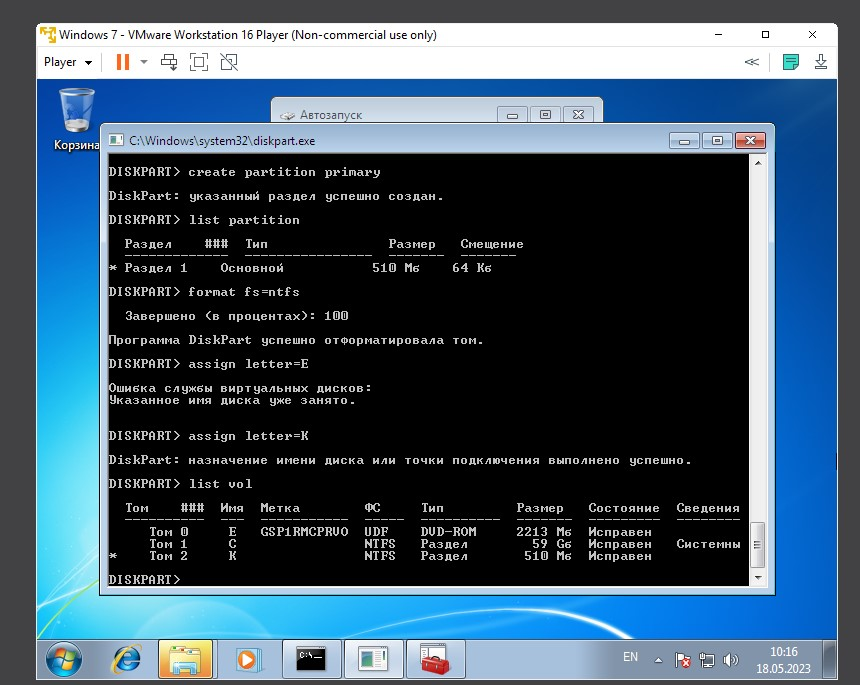 Windows 7 - VMware Workstation 16 Player (Non-commercial use only)
Player
Корзина
Автозапуск
C:\Windows\system32\diskpart.exe
DISKPART> create partition primary
DiskPart: указанный раздел успешно создан.
DISKPART> list partition
Раздел ### Тип Размер Смещение
* Раздел 1 Основной 510 Мб 64 Кб
DISKPART> format fs=ntfs
Завершено (в процентах): 100
Программа DiskPart успешно отформатировала том.
DISKPART> assign letter=E
Ошибка службы виртуальных дисков:
Указанное имя диска уже занято.
DISKPART> assign letter=K
DiskPart: назначение имени диска или точки подключения выполнено успешно.
DISKPART> list vol
Том ### Имя Метка ФС Тип Размер Состояние Сведения
Том 0 E GSP1RMCPRVO UDF DVD-ROM 2213 Мб Исправен
Том 1 C NTFS Раздел 59 Gб Исправен Системны
* Том 2 K NTFS Раздел 510 Мб Исправен
DISKPART>
C:\.
EN
10:16
18.05.2023